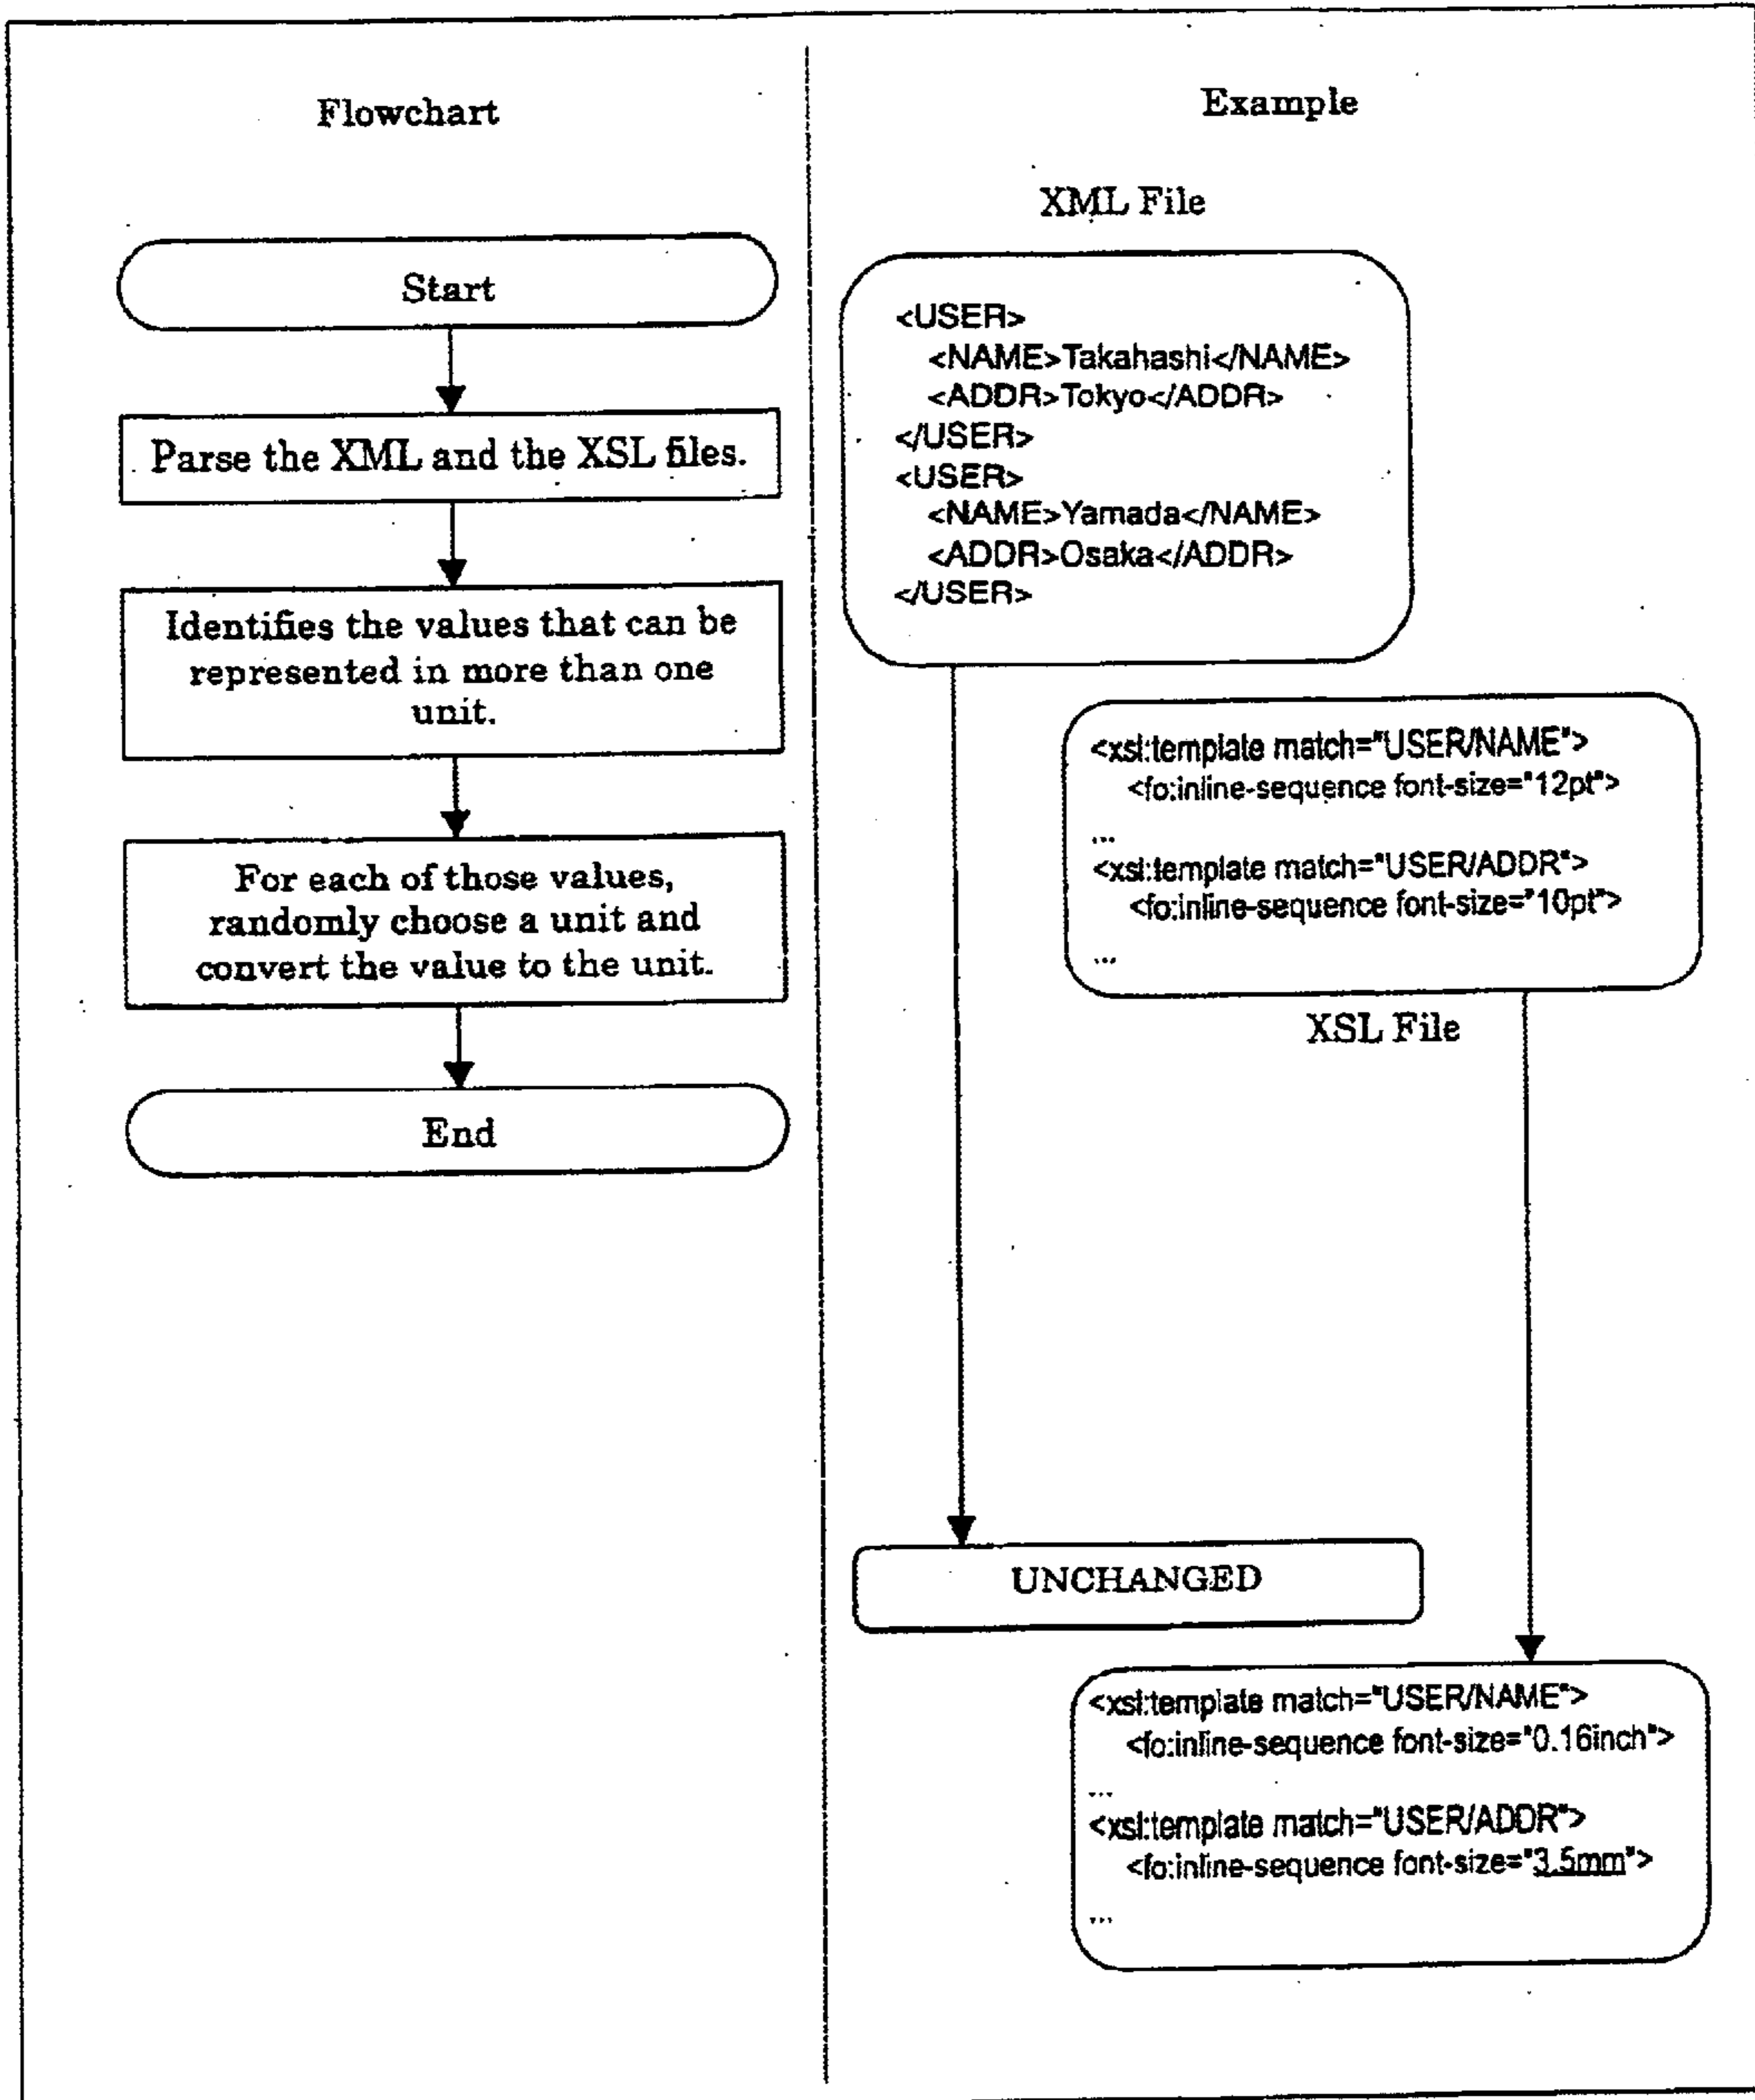 Flowchart
Start
Parse the XML and the XSL files.
Identifies the values that can be
represented in more than one
unit.
For each of those values,
randomly choose a unit and
convert the value to the unit.
End
Example
XML File
<USER>
<NAME>Takahashi</NAME>
<ADDR>Tokyo</ADDR>
</USER>
<USER>
<NAME>Yamada</NAME>
<ADDR>Osaka</ADDR>
</USER>
<xsl:template match="USER/NAME">
<fo:inline-sequence font-size="12pt">
...
<xsl:template match="USER/ADDR">
<fo:inline-sequence font-size="10pt">
...
XSL File
UNCHANGED
<xsl:template match="USER/NAME">
<fo:inline-sequence font-size="0.16inch">
...
<xsl:template match="USER/ADDR">
<fo:inline-sequence font-size="3.5mm">
...